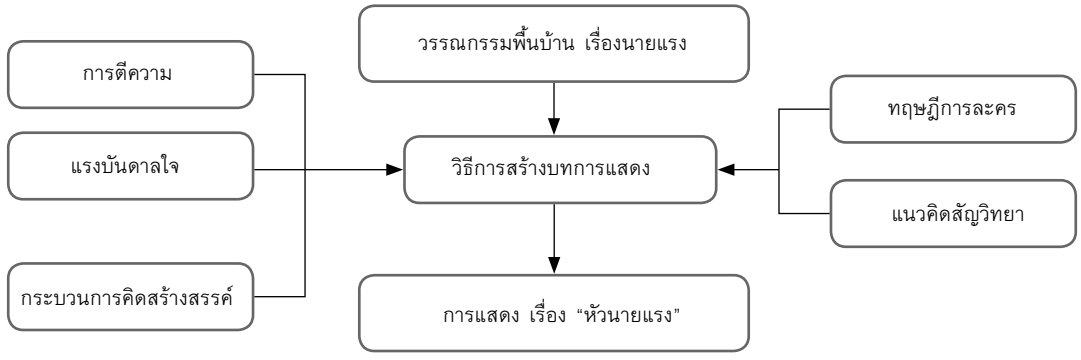 วรรณกรรมพื้นบ้าน เรื่องนายแรง
การตีความ
แรงบันดาลใจ
กระบวนการคิดสร้างสรรค์
วิธีการสร้างบทการแสดง
ทฤษฎีการละคร
แนวคิดสัญวิทยา
การแสดง เรื่อง “หัวนายแรง”